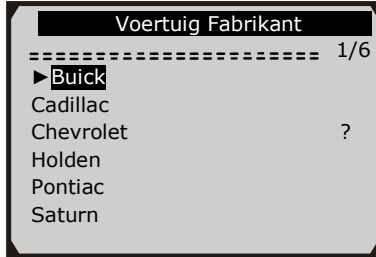 Voertuig Fabrikant
======================= 1/6
►Buick
Cadillac
Chevrolet ?
Holden
Pontiac
Saturn